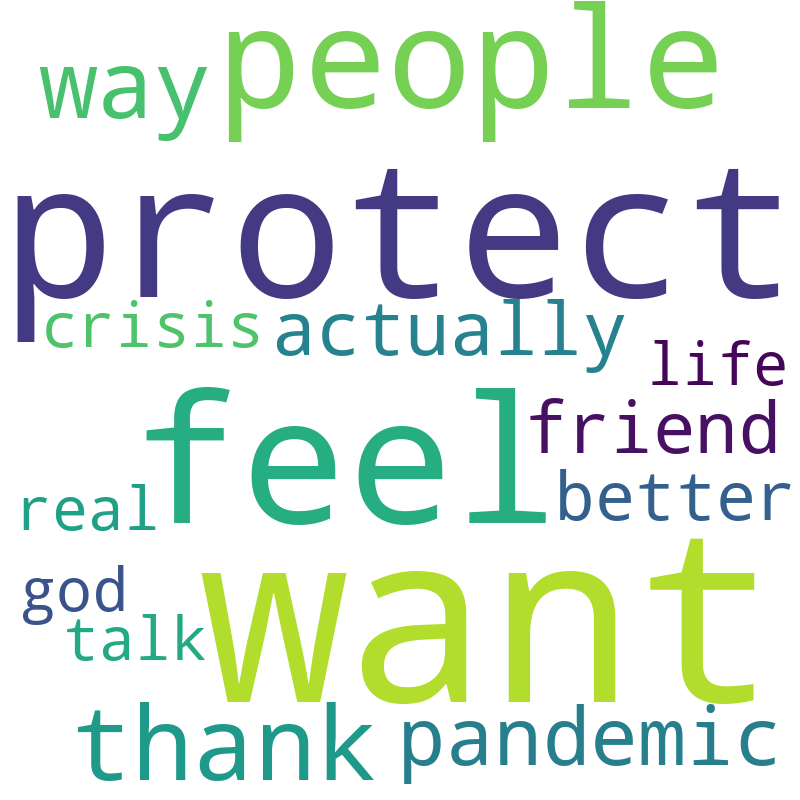 way people
protect
crisis actually
life
feel friend
real better
want
god
talk
thank pandemic